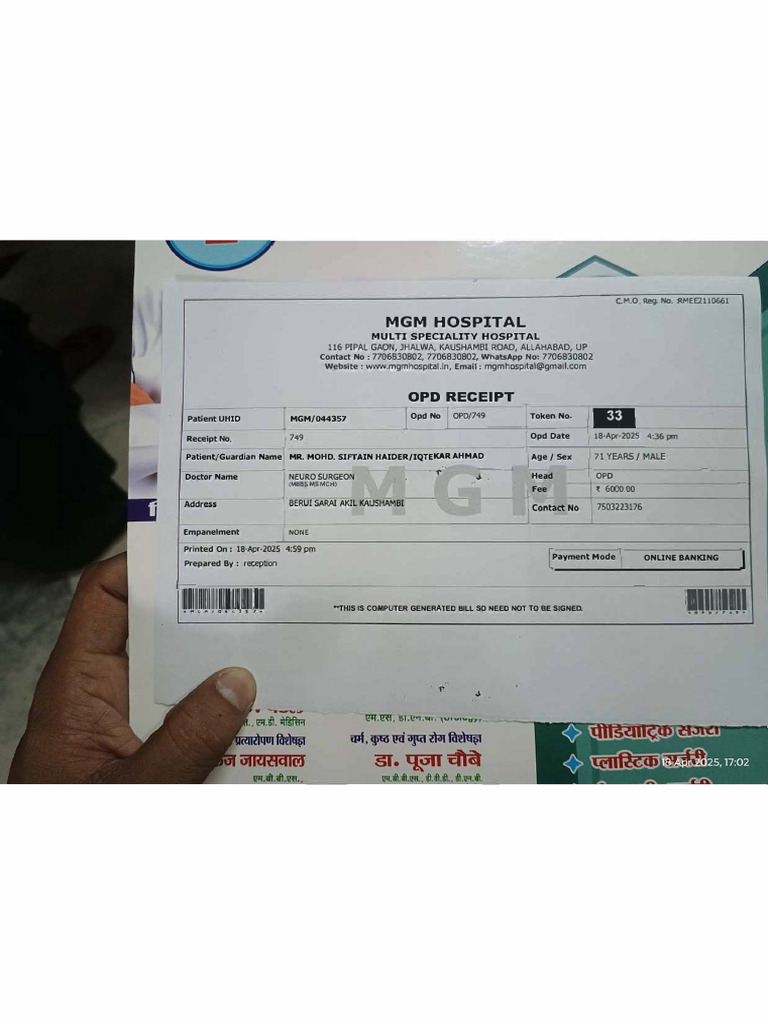 C.M.O. Reg. No. :RMEE2110661
MGM HOSPITAL
MULTI SPECIALITY HOSPITAL
116 PIPAL GAON, JHALWA, KAUSHAMBI ROAD, ALLAHABAD, UP
Contact No : 7706830802, 7706830802, WhatsApp No: 7706830802
Website : www.mgmhospital.in, Email : mgmhospital@gmail.com
OPD RECEIPT
Patient UHID MGM/044357 Opd No OPD/749 Token No. 33
Receipt No. 749 Opd Date 18-Apr-2025 4:36 pm
Patient/Guardian Name MR. MOHD. SIFTAIN HAIDER/IQTEKAR AHMAD Age / Sex 71 YEARS / MALE
Doctor Name NEURO SURGEON Head OPD
(MBBS MS MCH) Fee ₹ 6000.00
Address BERUI SARAI AKIL KAUSHAMBI Contact No 7503223176
MGM
Empanelment NONE
Printed On : 18-Apr-2025 4:59 pm Payment Mode ONLINE BANKING
Prepared By : reception
**THIS IS COMPUTER GENERATED BILL SO NEED NOT TO BE SIGNED.
एम.डी. मेडिसिन
प्रत्यारोपण विशेषज्ञ चर्म, कुष्ठ एवं गुप्त रोग विशेषज्ञ पीडियाट्रिक सर्जरी
जायसवाल डा. पूजा चौबे प्लास्टिक सर्जरी
एम.बी.बी.एस., एम.बी.बी.एस., डी.वी.डी., डी.एन.बी.
18 Apr 2025, 17:02